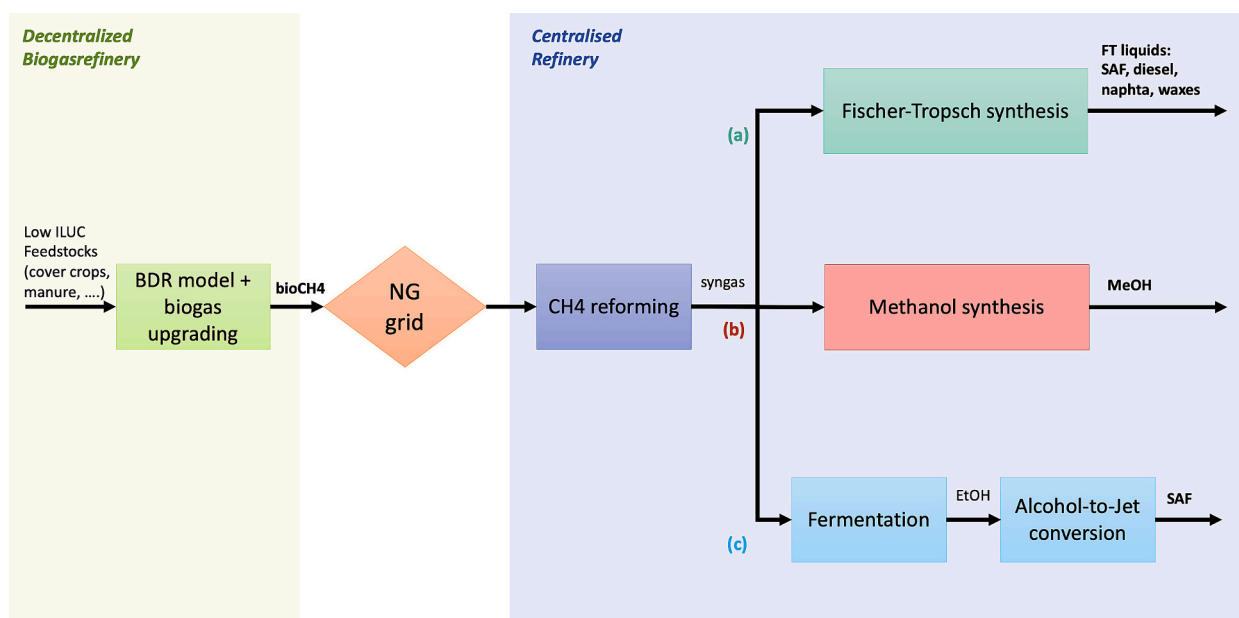 Decentralized
Biogasrefinery
Centralised
Refinery
FT liquids:
SAF, diesel,
naphta, waxes
Fischer-Tropsch synthesis
(a)
Low ILUC
Feedstocks
(cover crops,
manure, ....)
BDR model +
biogas
upgrading
bioCH4
NG
grid
CH4 reforming
syngas
(b)
Methanol synthesis
MeOH
(c)
Fermentation
EtOH
Alcohol-to-Jet
conversion
SAF